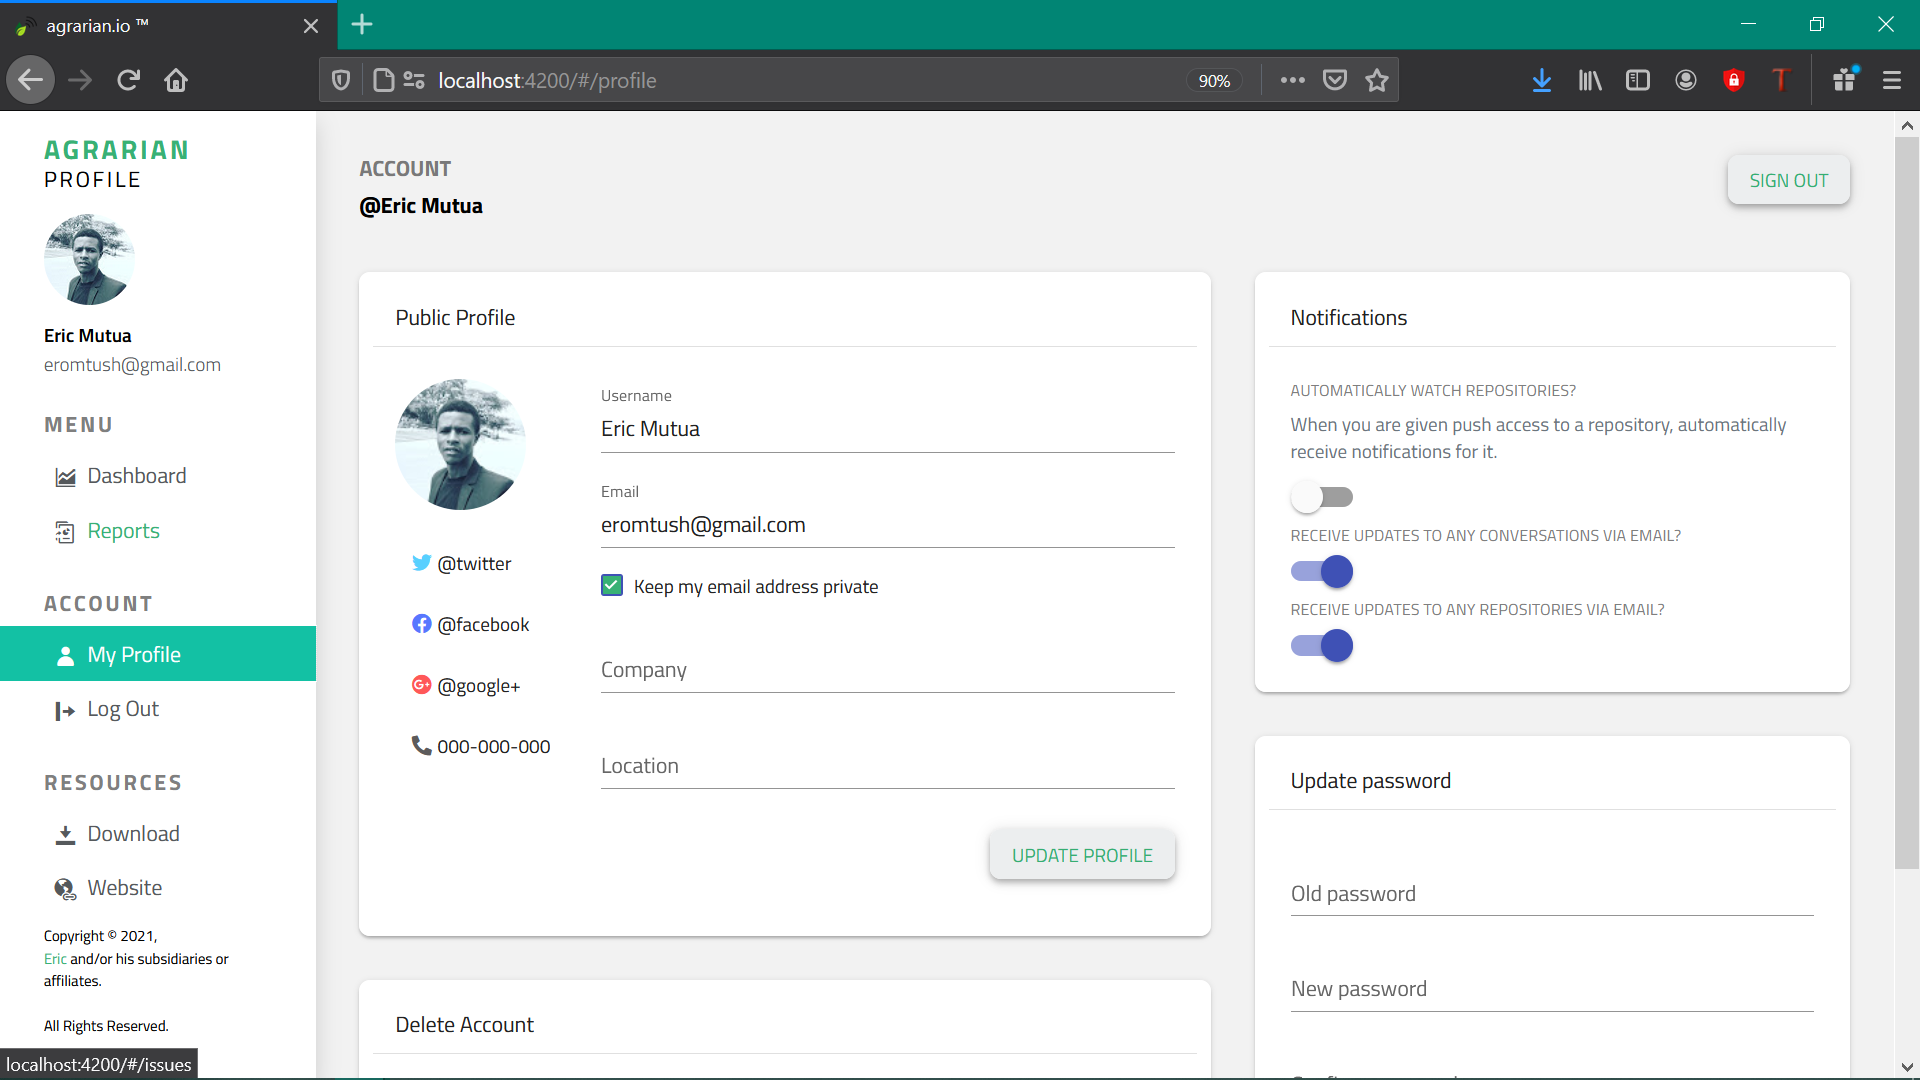 agrarian.io ™
localhost:4200/#/profile
90%
AGRARIAN
PROFILE
Eric Mutua
eromtush@gmail.com
MENU
Dashboard
Reports
ACCOUNT
My Profile
Log Out
RESOURCES
Download
Website
Copyright © 2021,
Eric and/or his subsidiaries or
affiliates.
All Rights Reserved.
localhost:4200/#/issues
ACCOUNT
@Eric Mutua
SIGN OUT
Public Profile
@twitter
@facebook
@google+
000-000-000
Username
Eric Mutua
Email
eromtush@gmail.com
Keep my email address private
Company
Location
UPDATE PROFILE
Delete Account
Notifications
AUTOMATICALLY WATCH REPOSITORIES?
When you are given push access to a repository, automatically
receive notifications for it.
RECEIVE UPDATES TO ANY CONVERSATIONS VIA EMAIL?
RECEIVE UPDATES TO ANY REPOSITORIES VIA EMAIL?
Update password
Old password
New password